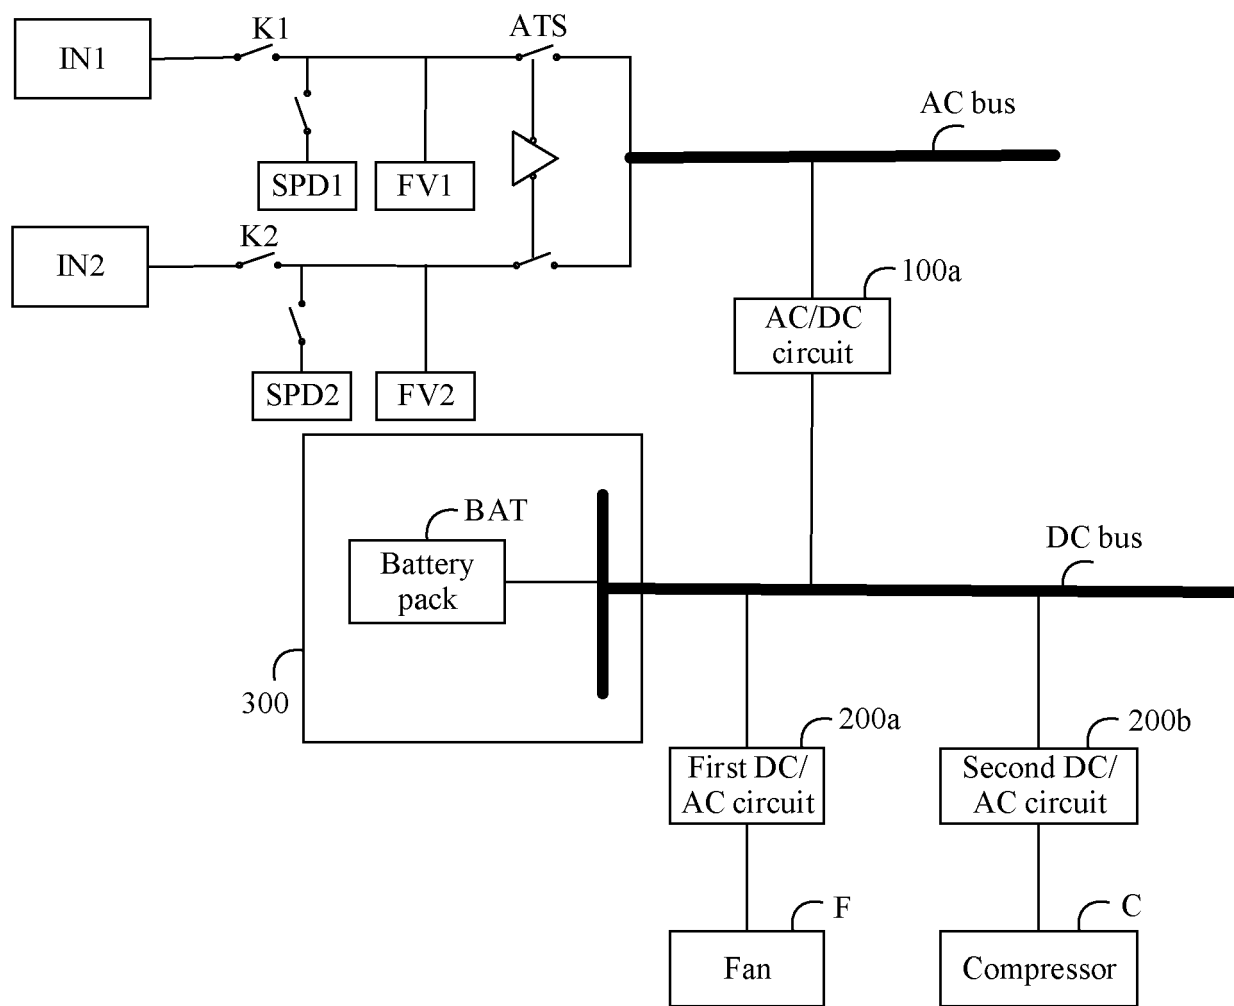 K1
ATS
IN1
AC bus
SPD1
FV1
K2
IN2
100a
AC/DC
circuit
SPD2
FV2
BAT
DC bus
Battery
pack
300
200a
200b
First DC/
AC circuit
Second DC/
AC circuit
F
C
Fan
Compressor